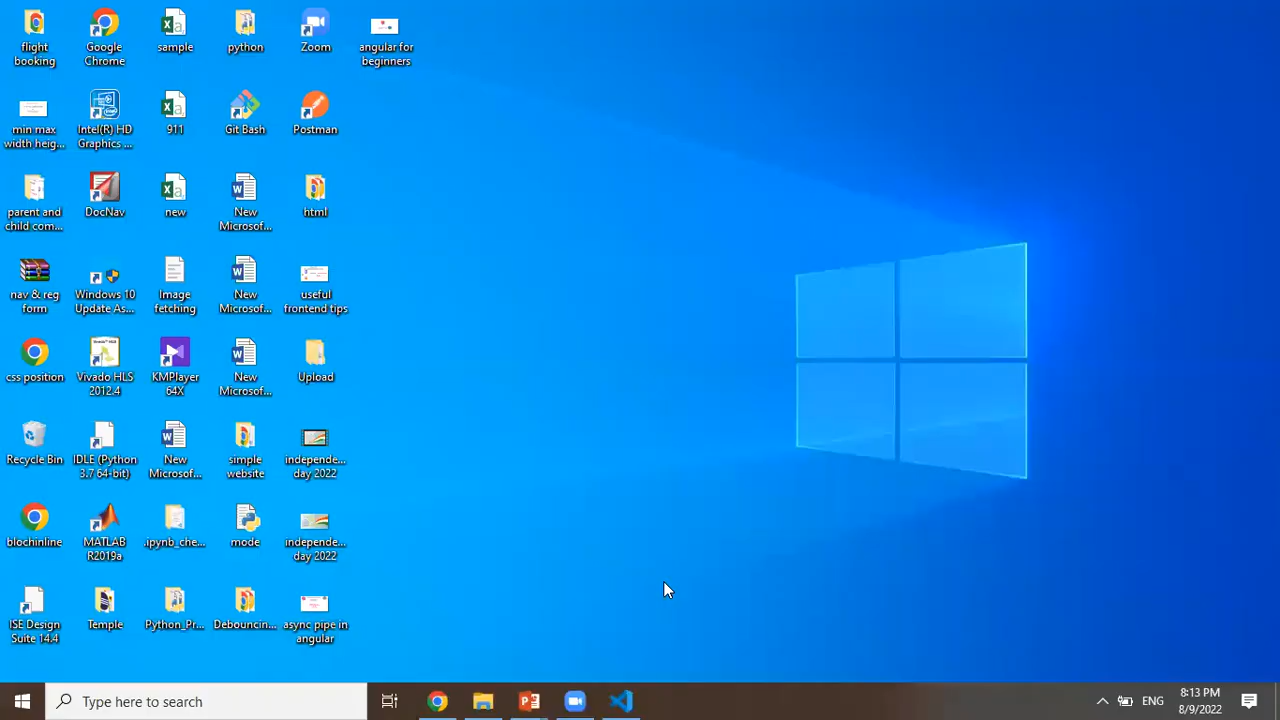 flight
booking
Google
Chrome
sample
python
Zoom
angular for
beginners
min max
width heig...
Intel(R) HD
Graphics ...
911
Git Bash
Postman
parent and
child com...
DocNav
new
New
Microsof...
html
nav & reg
form
Windows 10
Update As...
Image
fetching
New
Microsof...
useful
frontend tips
css position
Vivado HLS
2012.4
KMPlayer
64X
New
Microsof...
Upload
Recycle Bin
IDLE (Python
3.7 64-bit)
New
Microsof...
simple
website
independe...
day 2022
blochinline
MATLAB
R2019a
.ipynb_che...
mode
independe...
day 2022
ISE Design
Suite 14.4
Temple
Python_Pr...
Debouncin...
async pipe in
angular
Type here to search
ENG
8:13 PM
8/9/2022